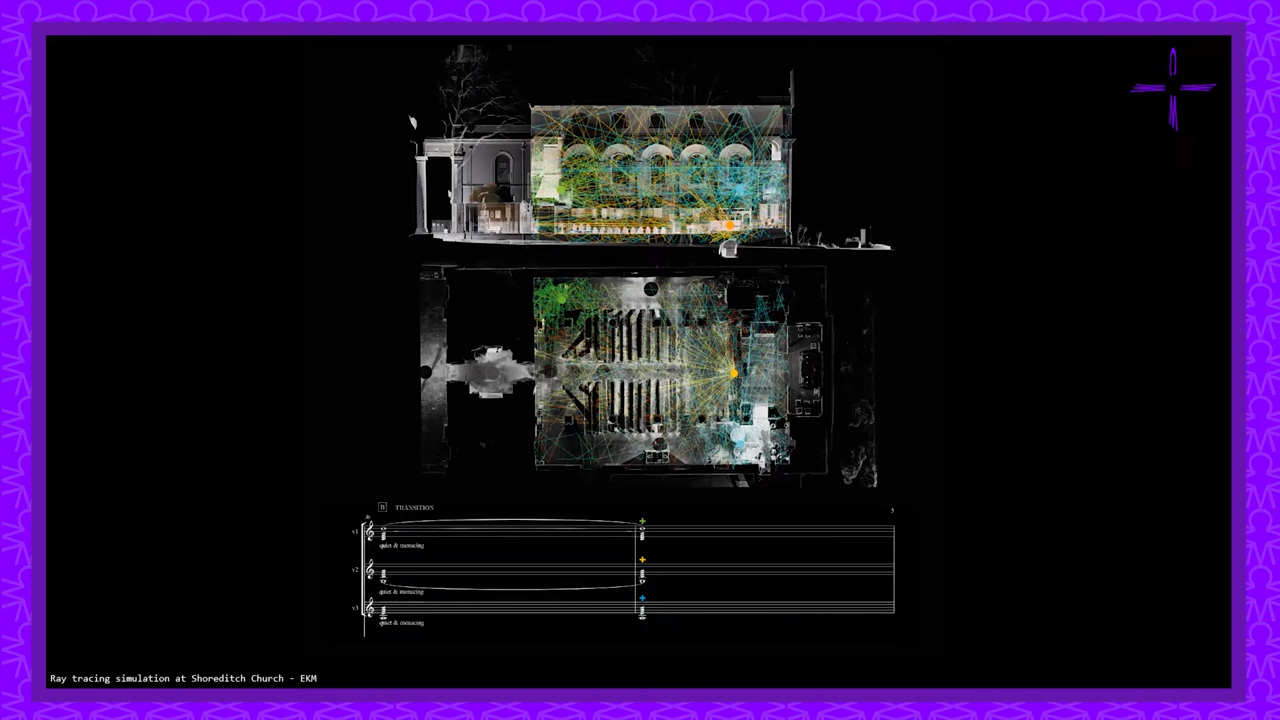 B TRANSITION
5
v1
quiet & menacing
v2
quiet & menacing
v3
quiet & menacing
Ray tracing simulation at Shoreditch Church - EKM